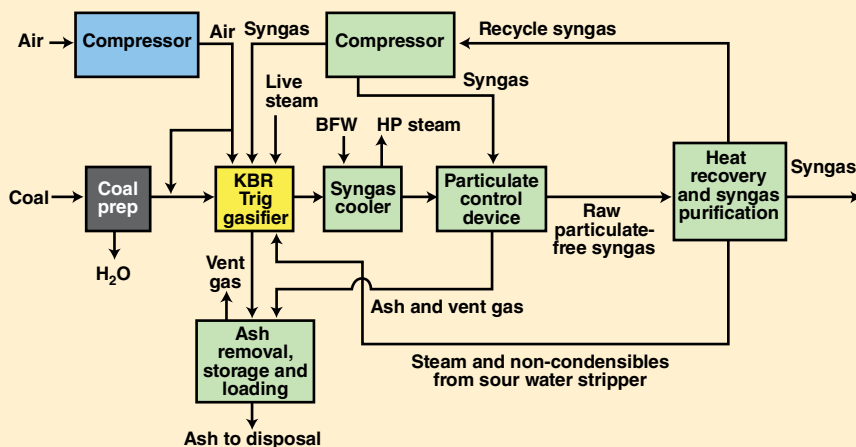 Air
Compressor
Air
Syngas
Compressor
Recycle syngas
Syngas
Live
steam
BFW
HP steam
Coal
Coal
prep
KBR
Trig
gasifier
Syngas
cooler
Particulate
control
device
Heat
recovery
and syngas
purification
Syngas
Raw
particulate-
free syngas
H₂O
Vent
gas
Ash and vent gas
Ash
removal,
storage and
loading
Steam and non-condensibles
from sour water stripper
Ash to disposal